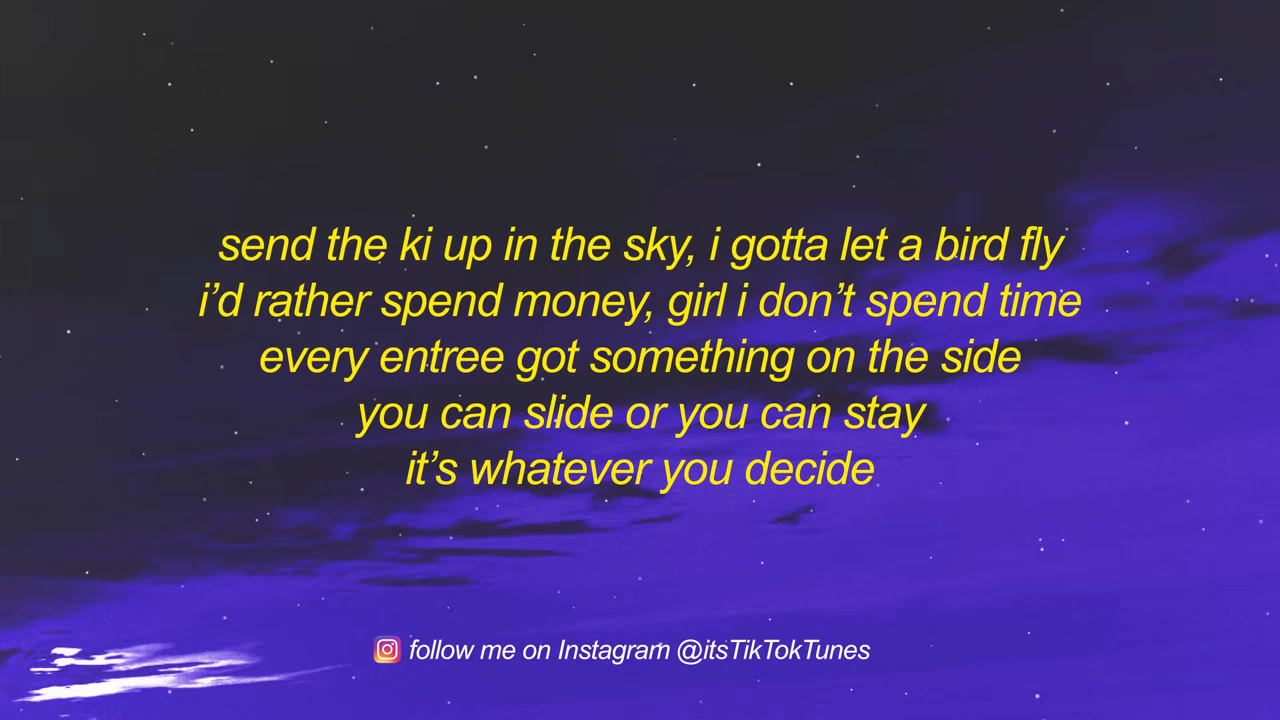 send the ki up in the sky, i gotta let a bird fly
i’d rather spend money, girl i don’t spend time
every entree got something on the side
you can slide or you can stay
it’s whatever you decide
follow me on Instagram @itsTikTokTunes